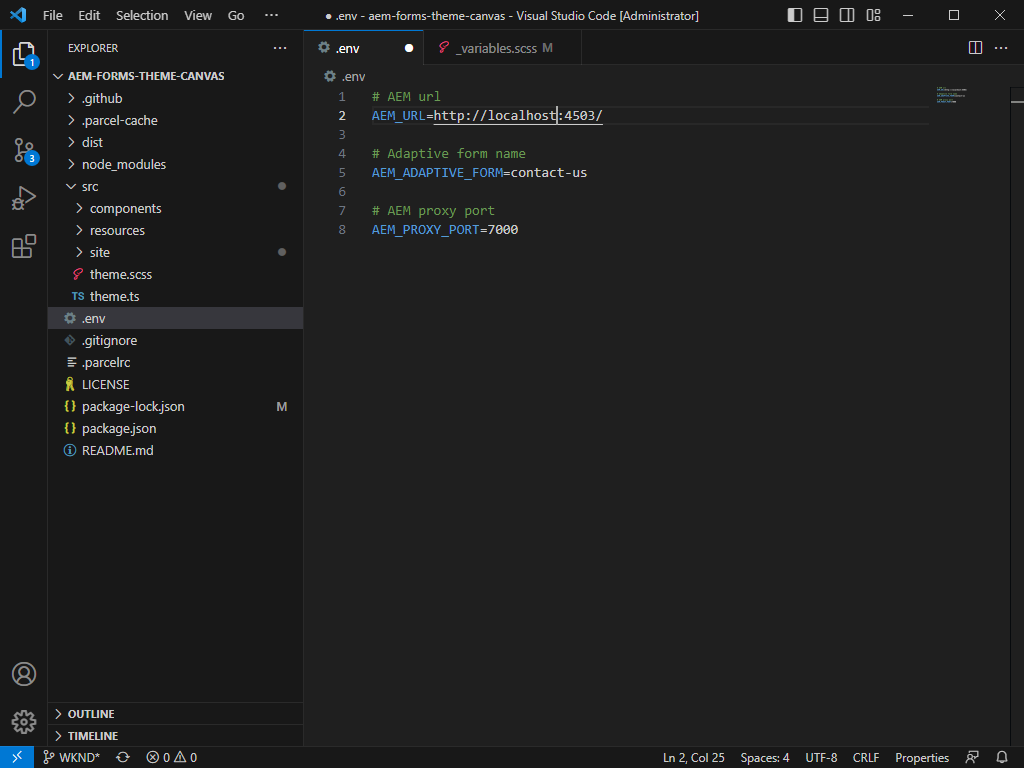 File Edit Selection View Go ··· ● .env - aem-forms-theme-canvas - Visual Studio Code [Administrator]
EXPLORER ···
.env ● _variables.scss M ···
AEM-FORMS-THEME-CANVAS
.github
.parcel-cache
dist
node_modules
src
components
resources
site
theme.scss
TS theme.ts
.env
.gitignore
.parcelrc
LICENSE
{} package-lock.json M
{} package.json
README.md
OUTLINE
TIMELINE
1
3
.env
1 # AEM url
2 AEM_URL=http://localhost:4503/
3
4 # Adaptive form name
5 AEM_ADAPTIVE_FORM=contact-us
6
7 # AEM proxy port
8 AEM_PROXY_PORT=7000
WKND* 0 0 Ln 2, Col 25 Spaces: 4 UTF-8 CRLF Properties